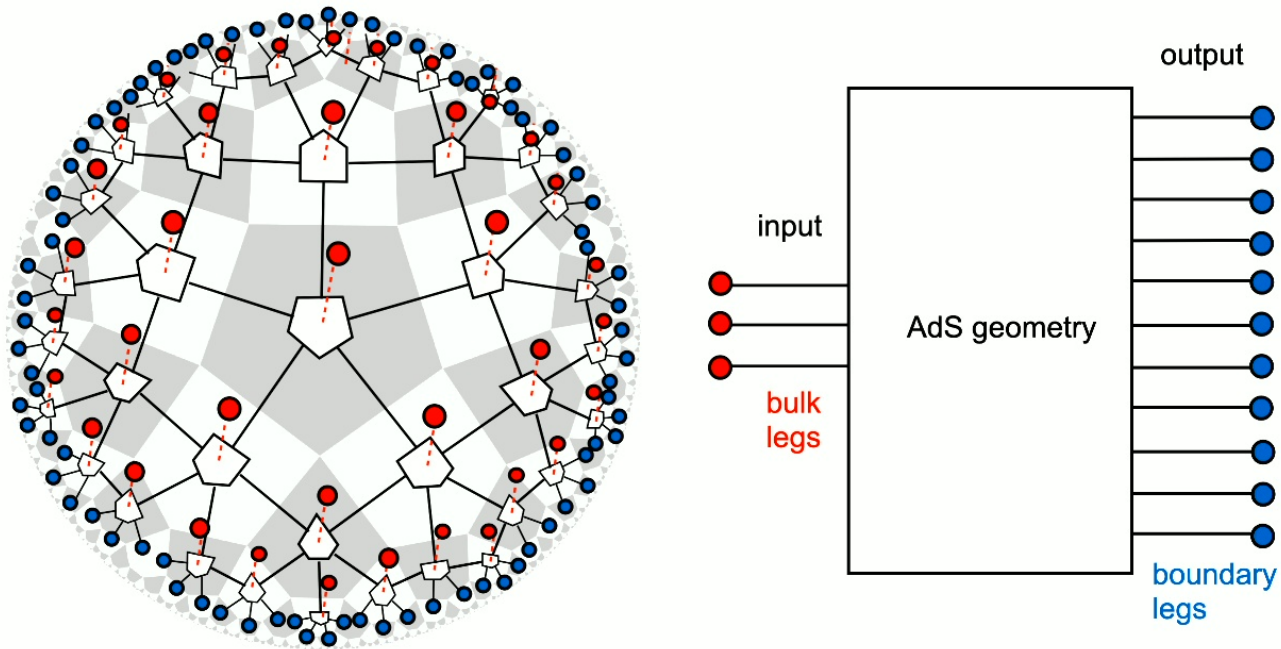 output
input
AdS geometry
bulk
legs
boundary
legs